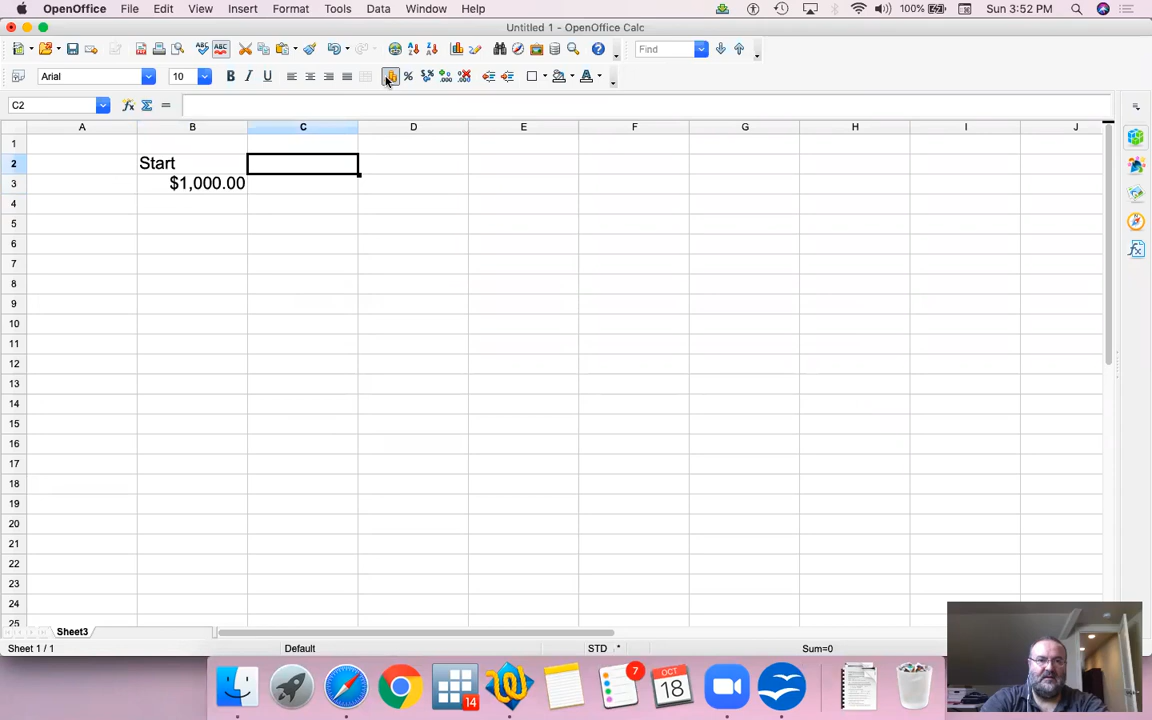 OpenOffice File Edit View Insert Format Tools Data Window Help 100% Sun 3:52 PM
Untitled 1 - OpenOffice Calc
Find
Arial 10
C2
A B C D E F G H I J
1
2 Start
3 $1,000.00
4
5
6
7
8
9
10
11
12
13
14
15
16
17
18
19
20
21
22
23
24
25
Sheet3
Sheet 1 / 1 Default STD * Sum=0
14 7 OCT 18